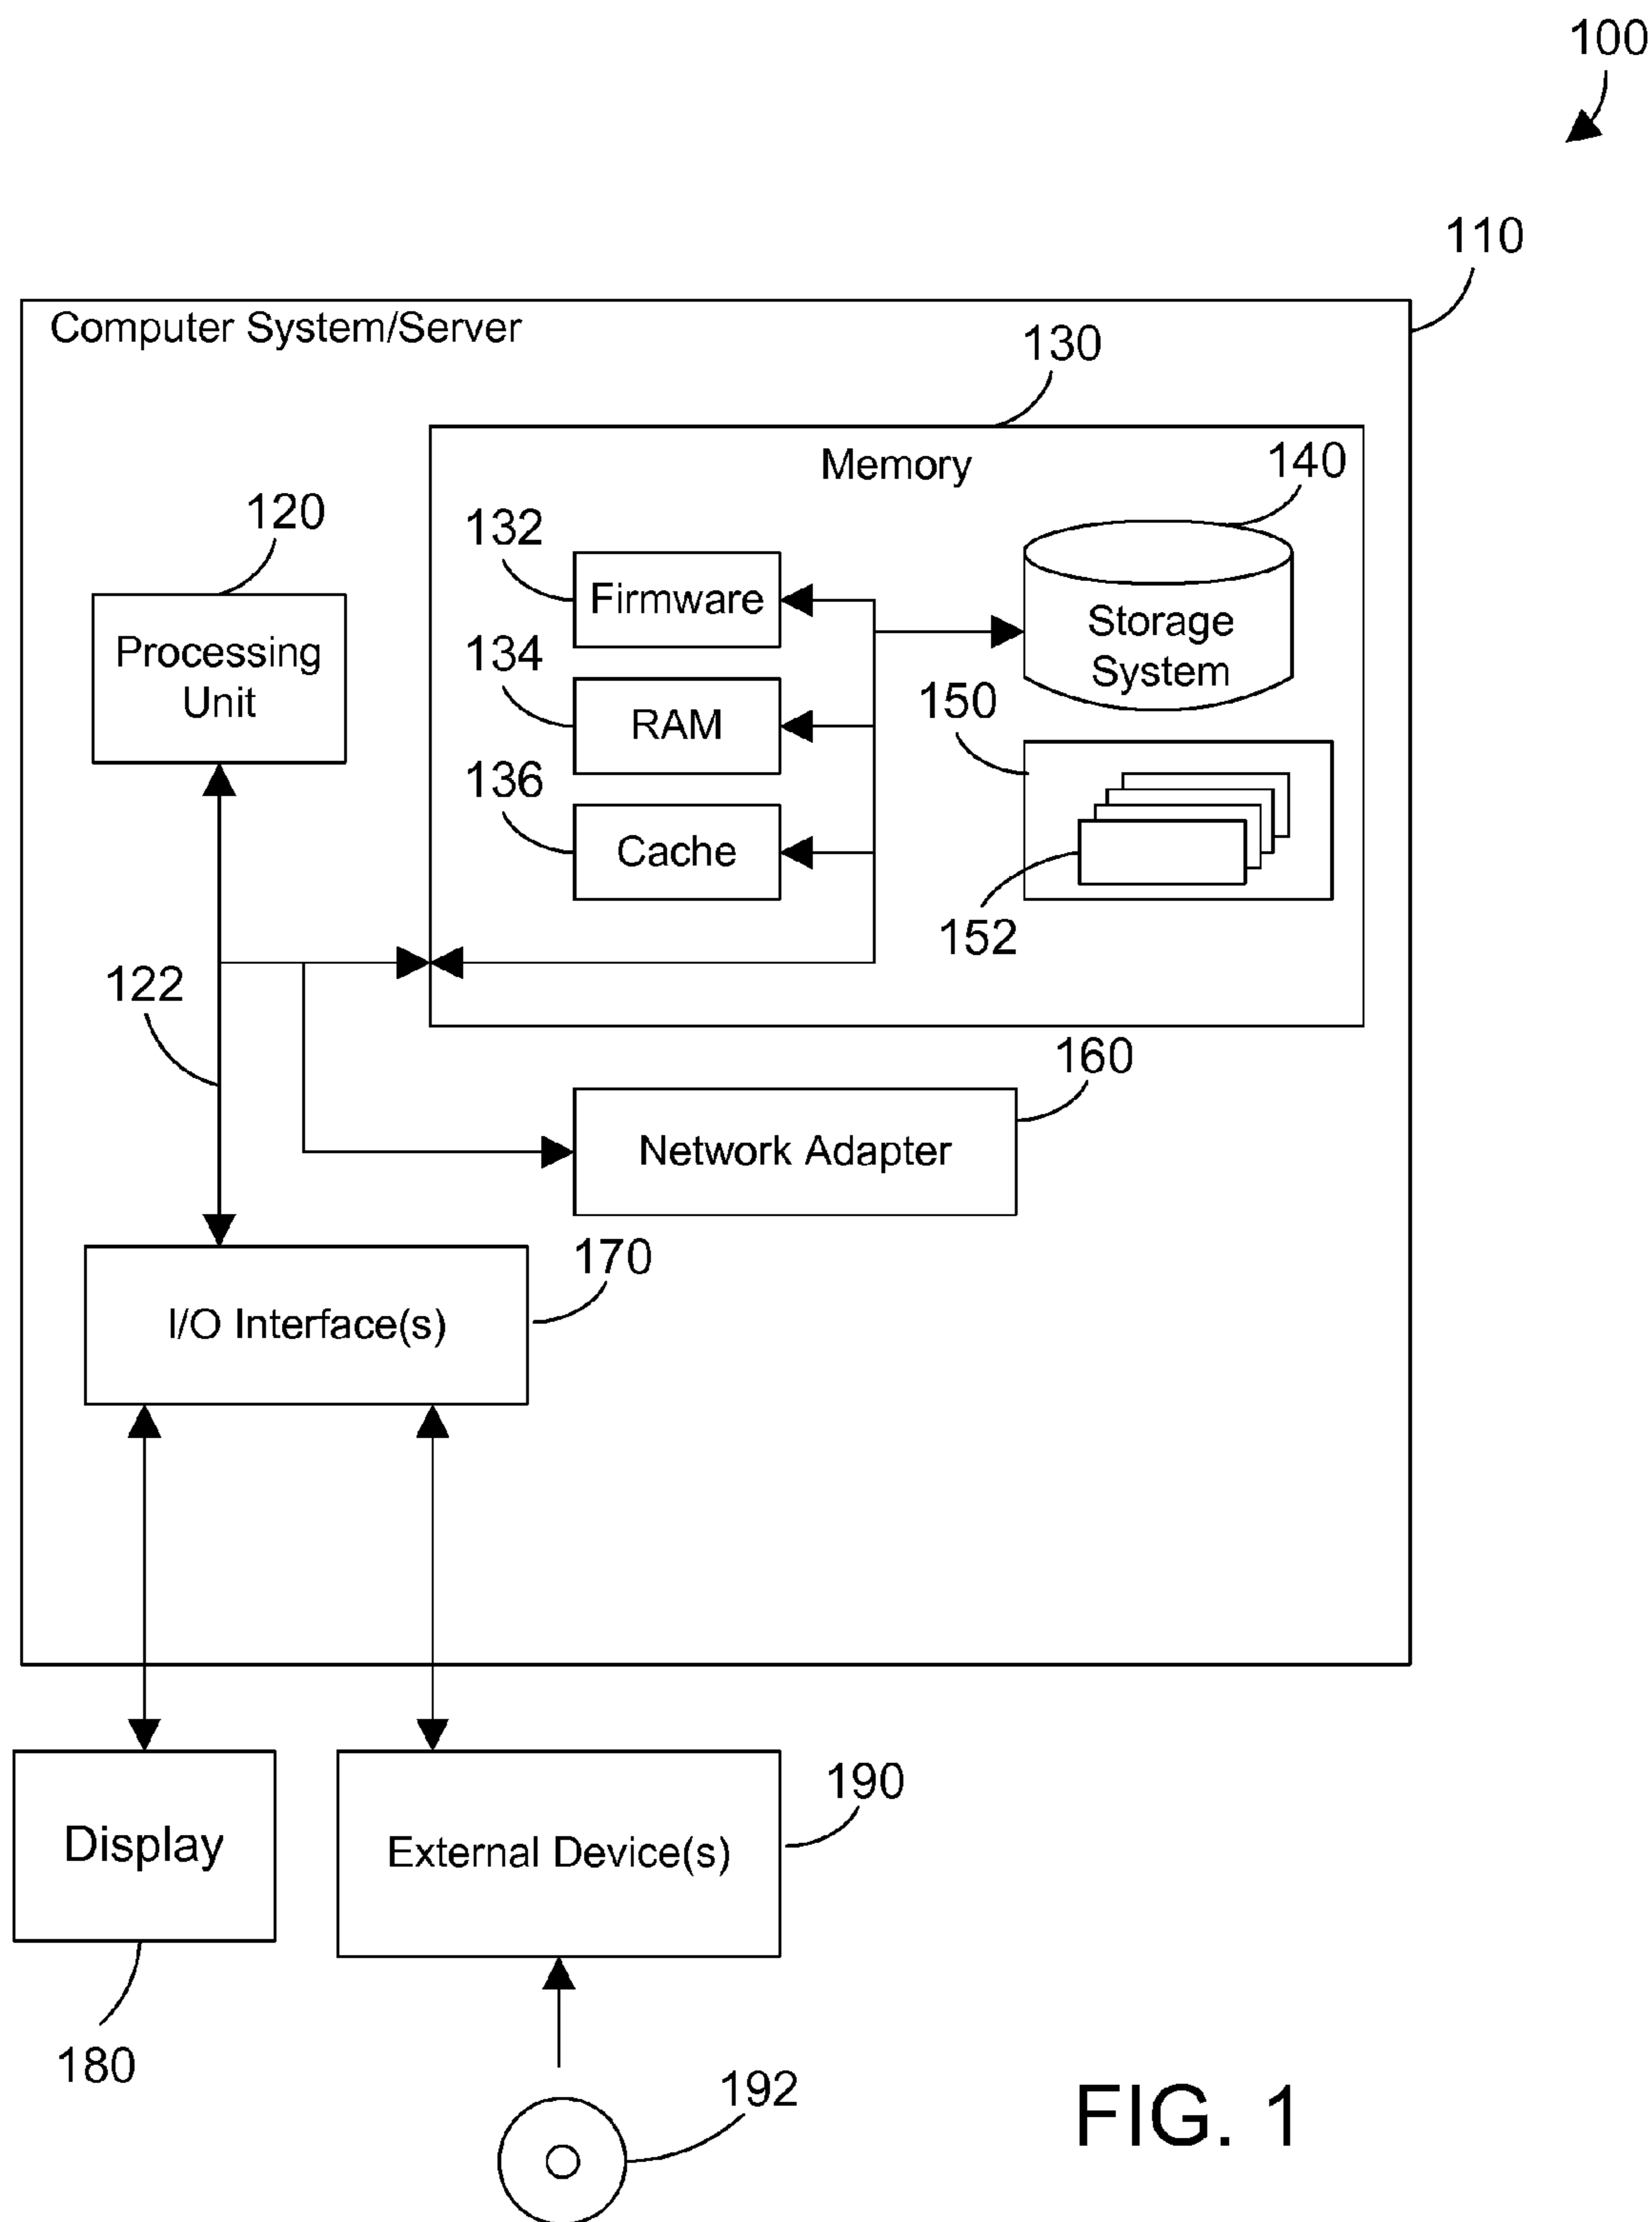 100
110
Computer System/Server
130
Memory
140
120
132
Firmware
Processing
Unit
Storage
System
134
RAM
150
136
Cache
152
122
160
Network Adapter
170
I/O Interface(s)
190
Display
External Device(s)
180
192
FIG. 1